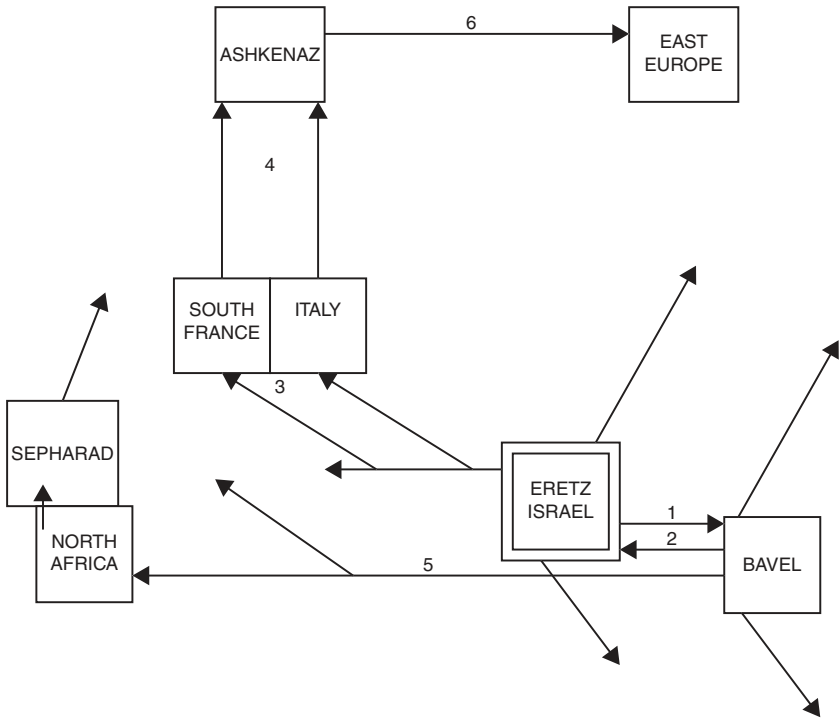 6
ASHKENAZ
EAST
EUROPE
4
SOUTH
FRANCE
ITALY
3
SEPHARAD
ERETZ
ISRAEL
1
2
NORTH
AFRICA
5
BAVEL